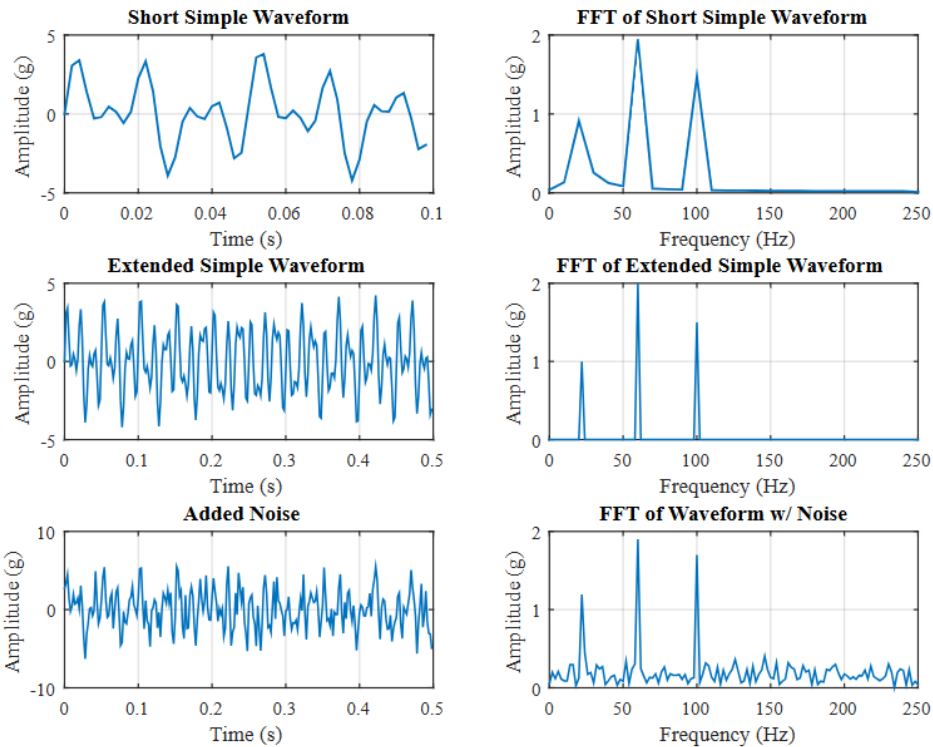 Short Simple Waveform
5
0
-5
Amplitude (g)
0 0.02 0.04 0.06 0.08 0.1
Time (s)
FFT of Short Simple Waveform
2
1
0
Amplitude (g)
0 50 100 150 200 250
Frequency (Hz)
Extended Simple Waveform
5
0
-5
Amplitude (g)
0 0.1 0.2 0.3 0.4 0.5
Time (s)
FFT of Extended Simple Waveform
2
1
0
Amplitude (g)
0 50 100 150 200 250
Frequency (Hz)
Added Noise
10
0
-10
Amplitude (g)
0 0.1 0.2 0.3 0.4 0.5
Time (s)
FFT of Waveform w/ Noise
2
1
0
Amplitude (g)
0 50 100 150 200 250
Frequency (Hz)